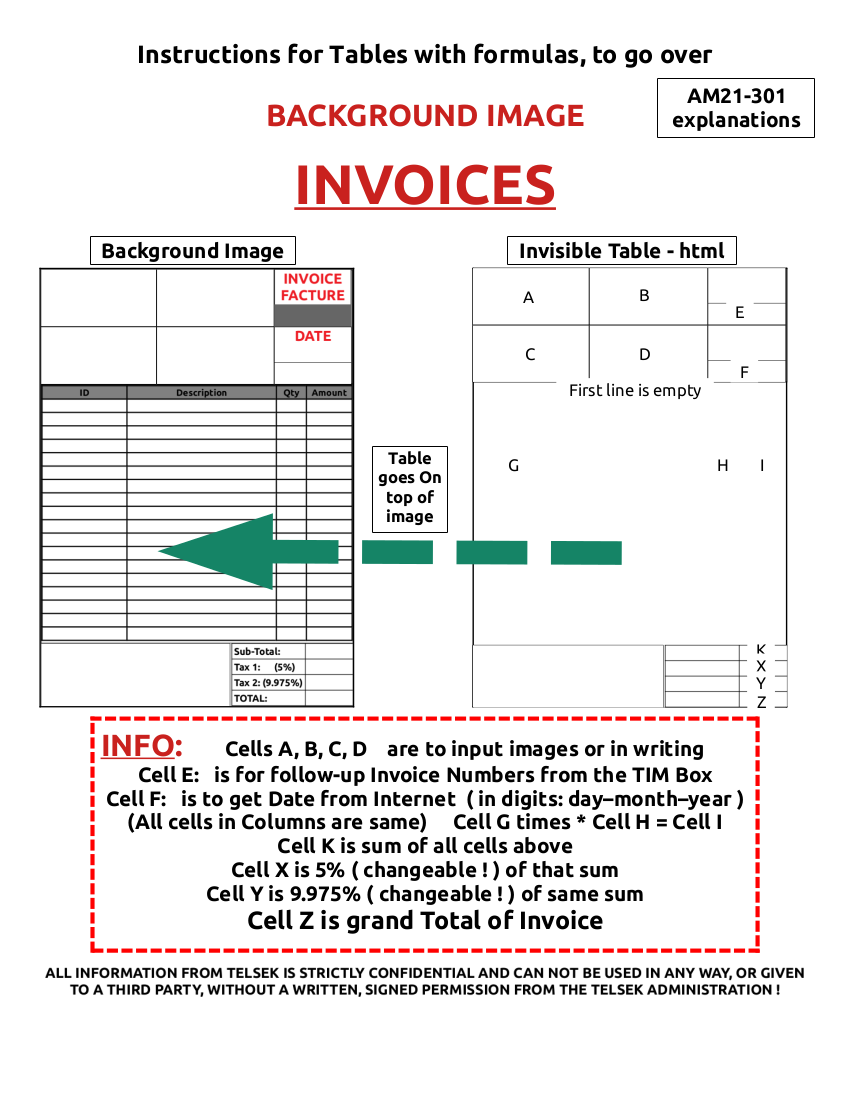 Instructions for Tables with formulas, to go over
BACKGROUND IMAGE
AM21-301
explanations
INVOICES
Background Image
Invisible Table - html
INVOICE
FACTURE
DATE
ID Description Qty Amount
Sub-Total:
Tax 1: (5%)
Tax 2: (9.975%)
TOTAL:
Table
goes On
top of
image
A B
E
C D
F
First line is empty
G H I
K
X
Y
Z
INFO: Cells A, B, C, D are to input images or in writing
Cell E: is for follow-up Invoice Numbers from the TIM Box
Cell F: is to get Date from Internet ( in digits: day–month–year )
(All cells in Columns are same) Cell G times * Cell H = Cell I
Cell K is sum of all cells above
Cell X is 5% ( changeable ! ) of that sum
Cell Y is 9.975% ( changeable ! ) of same sum
Cell Z is grand Total of Invoice
ALL INFORMATION FROM TELSEK IS STRICTLY CONFIDENTIAL AND CAN NOT BE USED IN ANY WAY, OR GIVEN
TO A THIRD PARTY, WITHOUT A WRITTEN, SIGNED PERMISSION FROM THE TELSEK ADMINISTRATION !